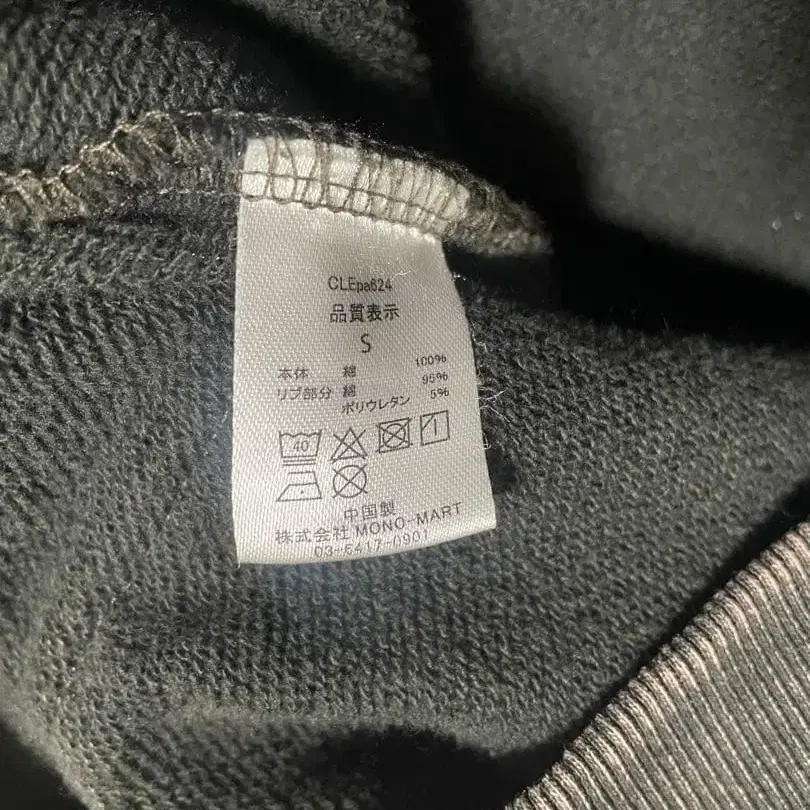 CLEpa624
品質表示
S
本体 綿 100%
リブ部分 綿 95%
ポリウレタン 5%
40
中国製
株式会社 MONO-MART
03-6417-0901